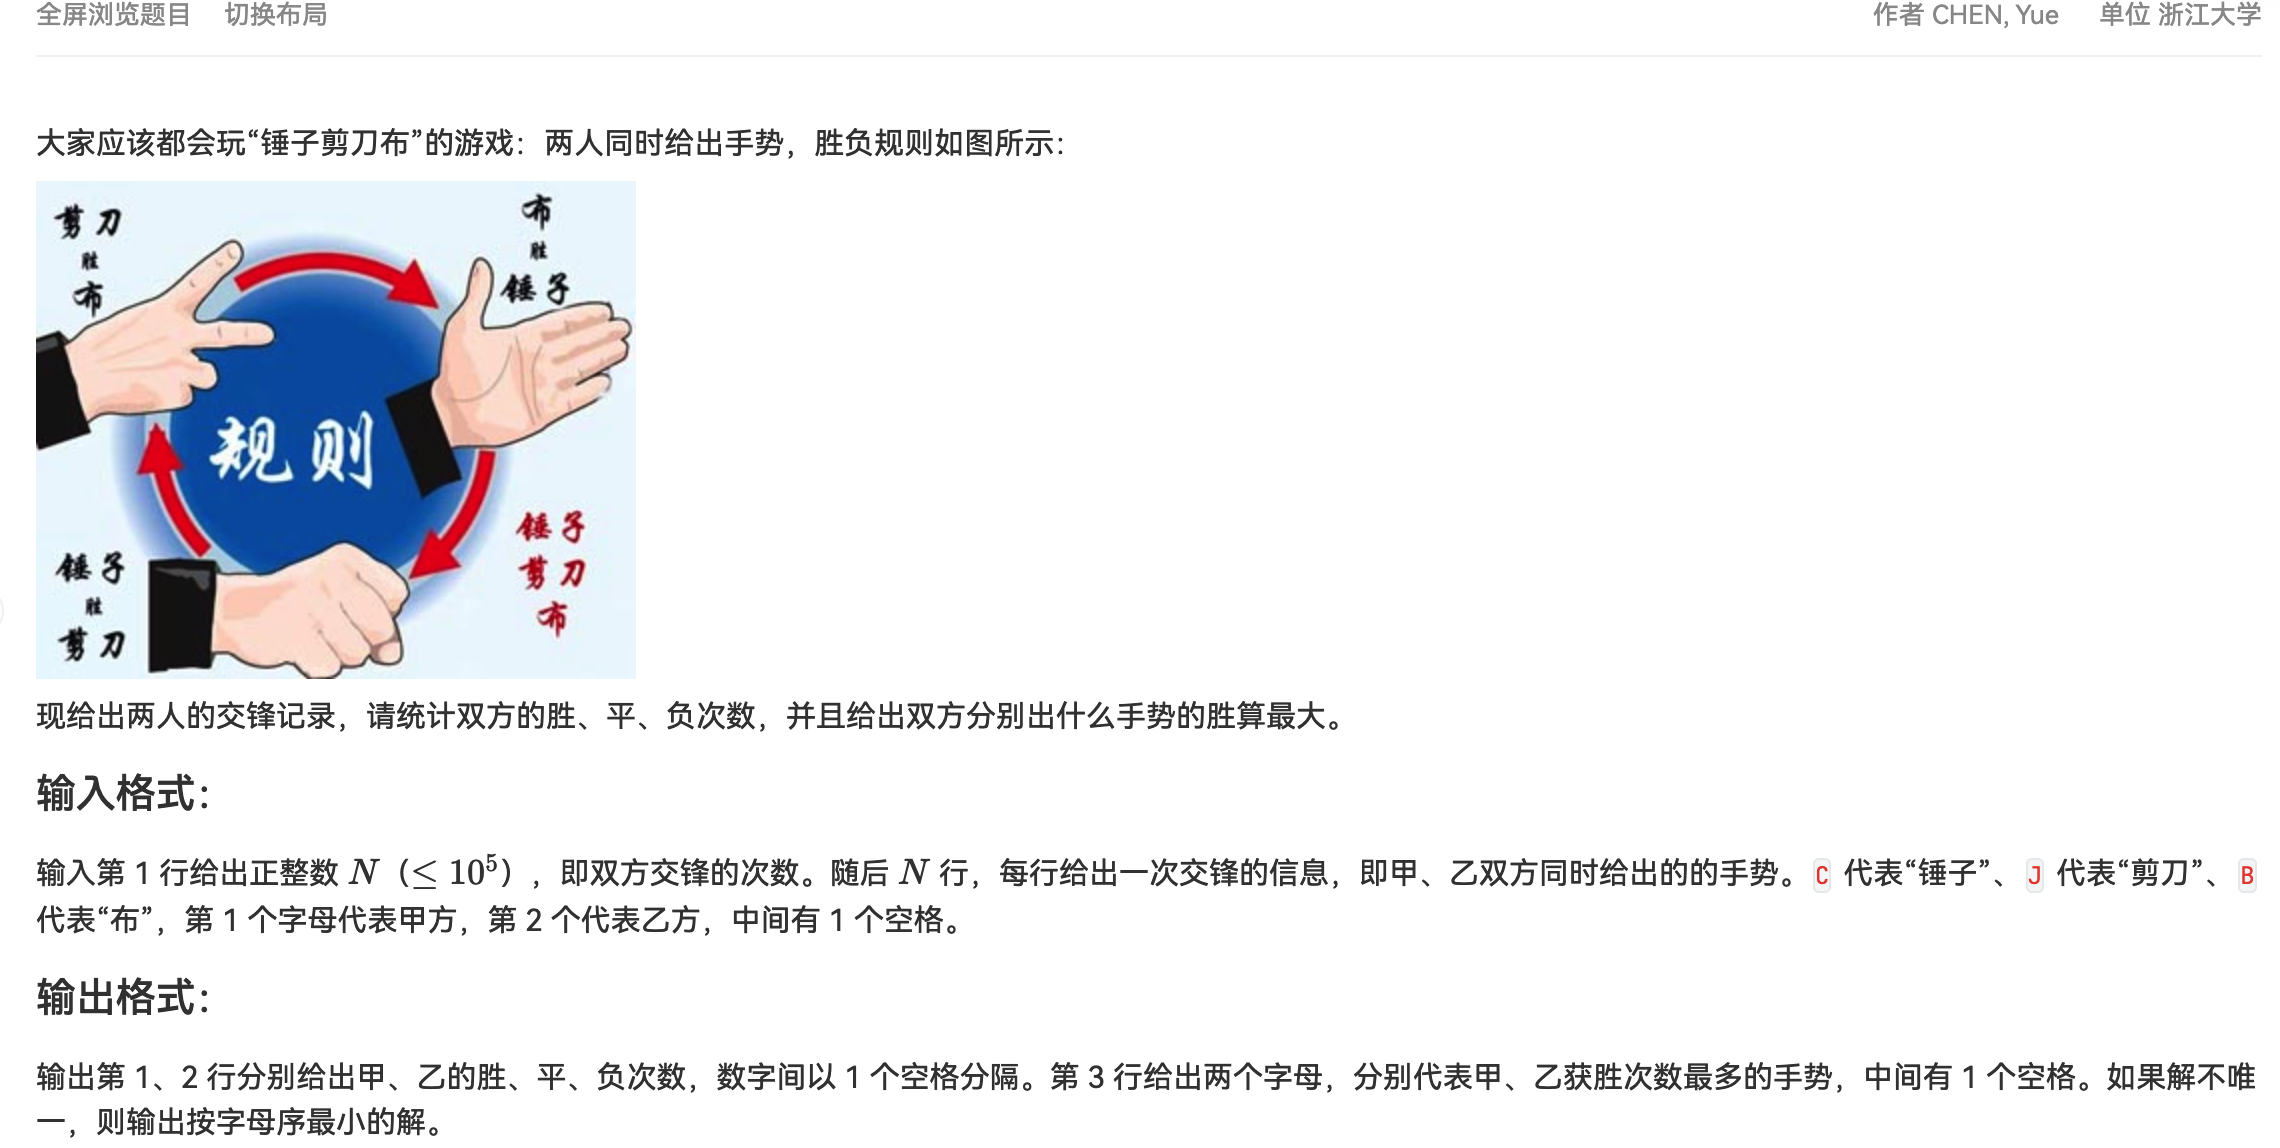 全屏浏览题目 切换布局 作者 CHEN, Yue 单位 浙江大学
大家应该都会玩“锤子剪刀布”的游戏：两人同时给出手势，胜负规则如图所示：
剪刀
胜
布
布
胜
锤子
规则
锤子
胜
剪刀
锤子
剪刀
布
现给出两人的交锋记录，请统计双方的胜、平、负次数，并且给出双方分别出什么手势的胜算最大。
输入格式：
输入第 1 行给出正整数 N（≤ 10⁵），即双方交锋的次数。随后 N 行，每行给出一次交锋的信息，即甲、乙双方同时给出的的手势。C 代表“锤子”、J 代表“剪刀”、B
代表“布”，第 1 个字母代表甲方，第 2 个代表乙方，中间有 1 个空格。
输出格式：
输出第 1、2 行分别给出甲、乙的胜、平、负次数，数字间以 1 个空格分隔。第 3 行给出两个字母，分别代表甲、乙获胜次数最多的手势，中间有 1 个空格。如果解不唯
一，则输出按字母序最小的解。